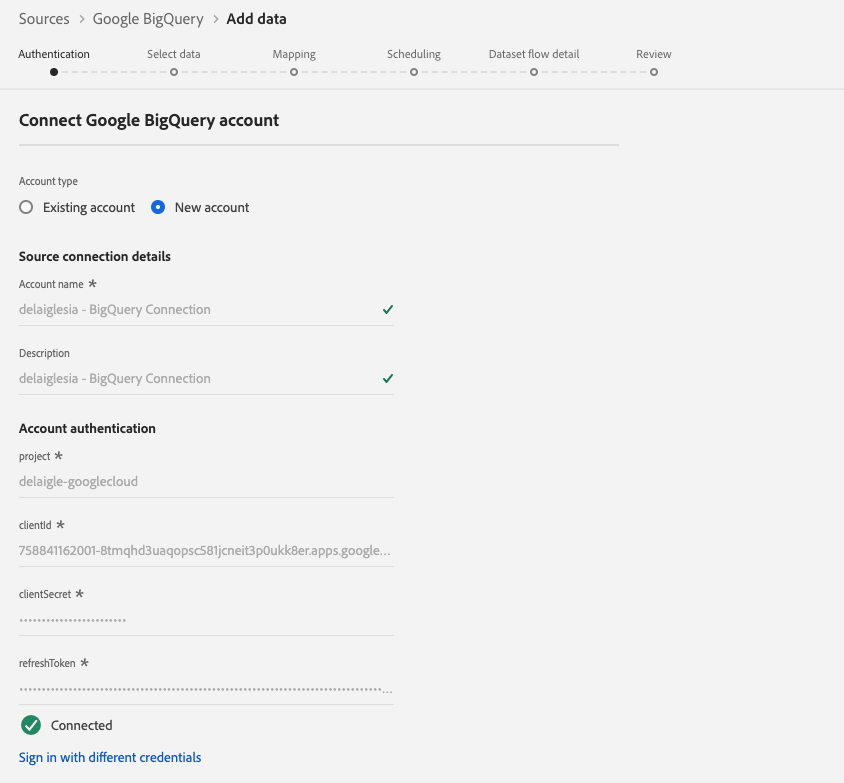 Sources > Google BigQuery > Add data
Authentication Select data Mapping Scheduling Dataset flow detail Review
Connect Google BigQuery account
Account type
Existing account New account
Source connection details
Account name *
delaiglesia - BigQuery Connection
Description
delaiglesia - BigQuery Connection
Account authentication
project *
delaigle-googlecloud
clientId *
758841162001-8tmqhd3uaqopsc581jcneit3p0ukk8er.apps.google...
clientSecret *
refreshToken *
Connected
Sign in with different credentials